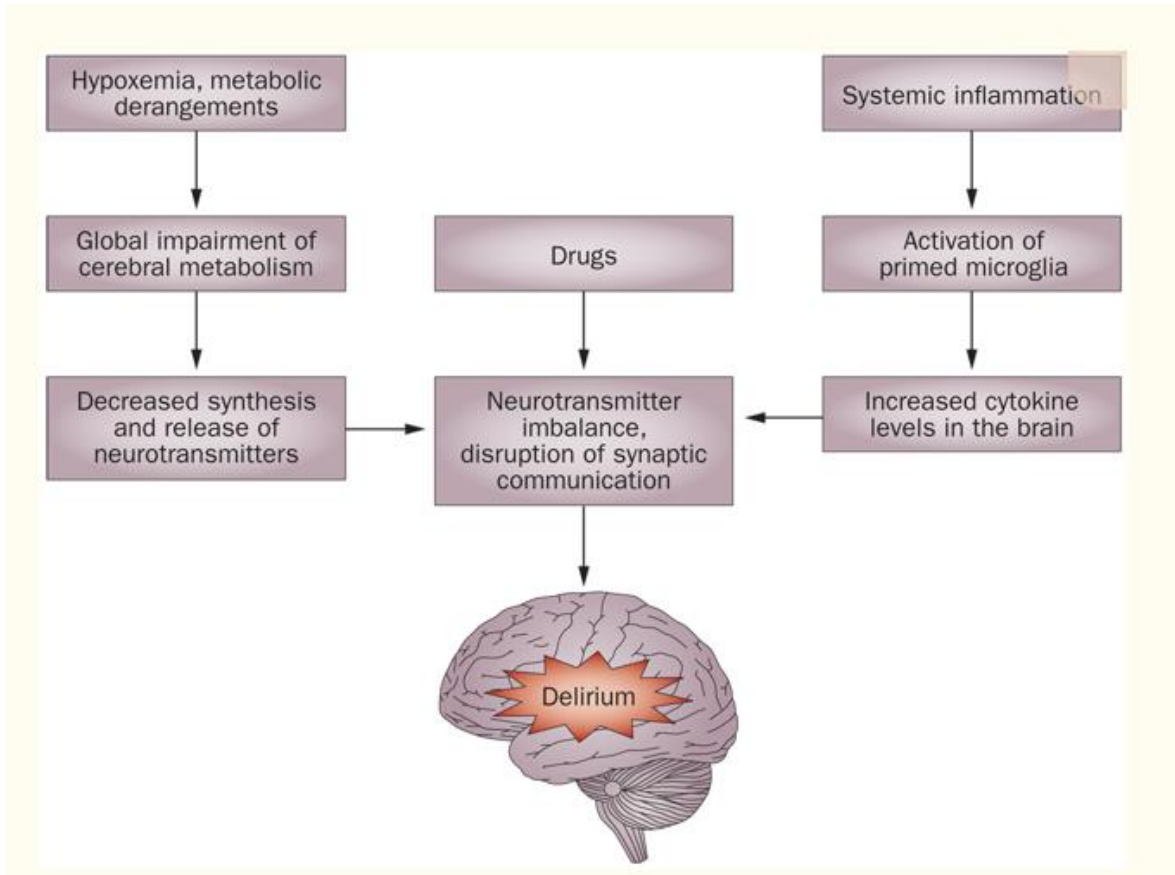 Hypoxemia, metabolic
derangements
Systemic inflammation
Global impairment of
cerebral metabolism
Drugs
Activation of
primed microglia
Decreased synthesis
and release of
neurotransmitters
Neurotransmitter
imbalance,
disruption of synaptic
communication
Increased cytokine
levels in the brain
Delirium